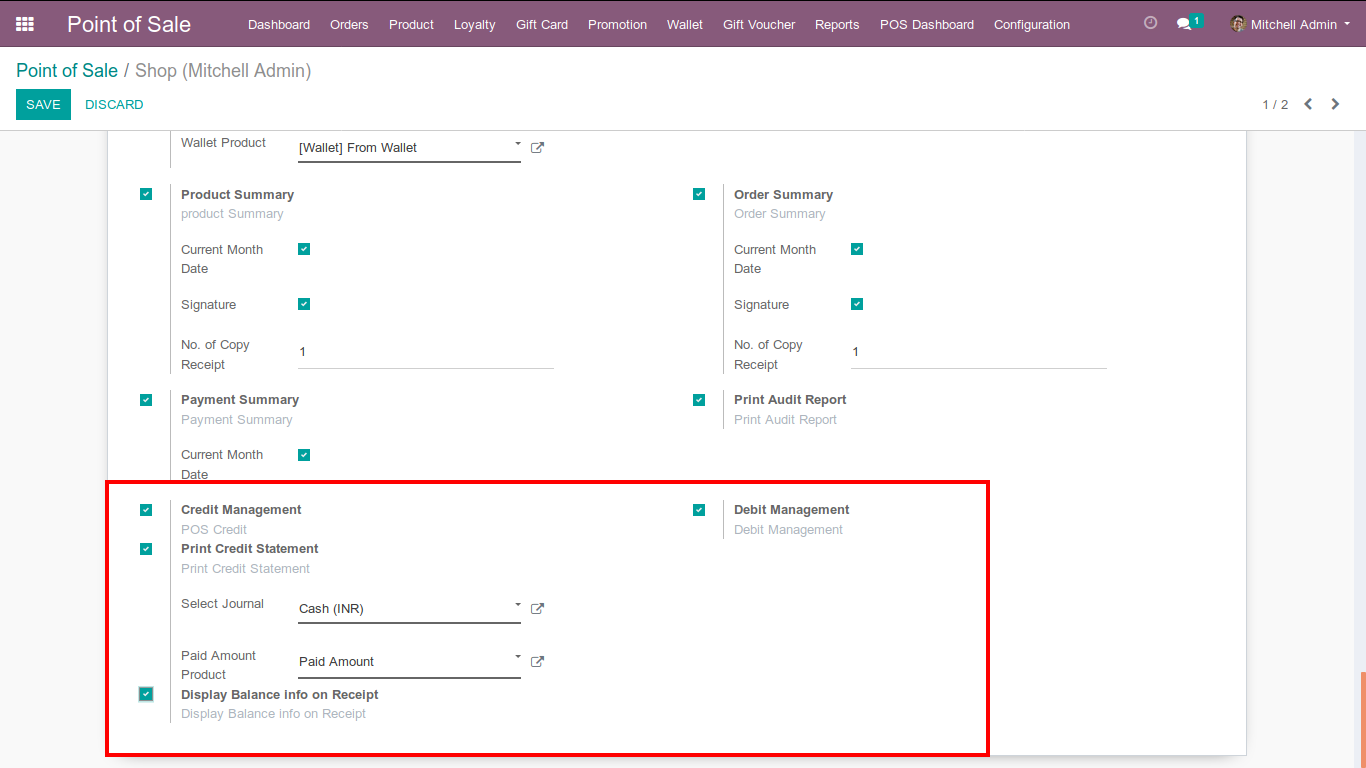 Point of Sale Dashboard Orders Product Loyalty Gift Card Promotion Wallet Gift Voucher Reports POS Dashboard Configuration 1 Mitchell Admin
Point of Sale / Shop (Mitchell Admin)
SAVE DISCARD 1 / 2
Wallet Product [Wallet] From Wallet
Product Summary
product Summary
Current Month
Date
Signature
No. of Copy
Receipt
1
Order Summary
Order Summary
Current Month
Date
Signature
No. of Copy
Receipt
1
Payment Summary
Payment Summary
Current Month
Date
Print Audit Report
Print Audit Report
Credit Management
POS Credit
Print Credit Statement
Print Credit Statement
Select Journal Cash (INR)
Paid Amount
Product
Paid Amount
Display Balance info on Receipt
Display Balance info on Receipt
Debit Management
Debit Management